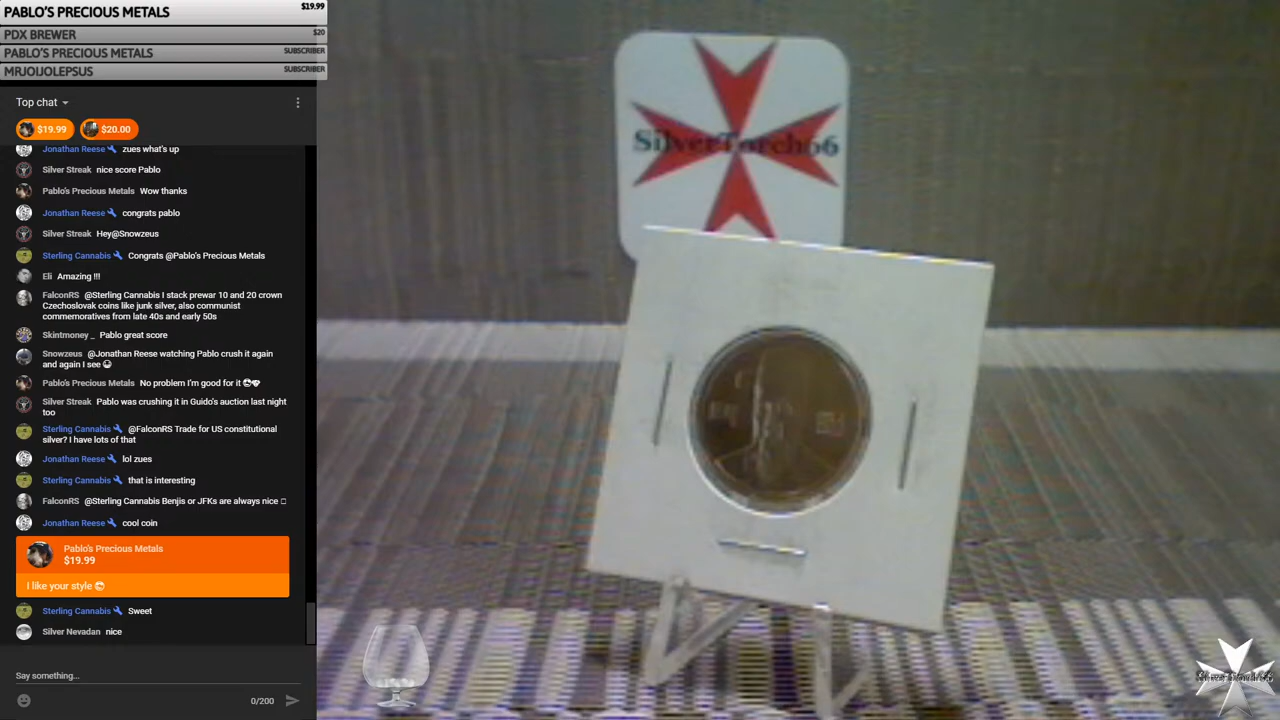 PABLO'S PRECIOUS METALS $19.99
PDX BREWER $20
PABLO'S PRECIOUS METALS SUBSCRIBER
MRJOIJOLEPSUS SUBSCRIBER
Top chat
$19.99 $20.00
Jonathan Reese zues what's up
Silver Streak nice score Pablo
Pablo's Precious Metals Wow thanks
Jonathan Reese congrats pablo
Silver Streak Hey@Snowzeus
Sterling Cannabis Congrats @Pablo's Precious Metals
Eli Amazing !!!
FalconRS @Sterling Cannabis I stack prewar 10 and 20 crown
Czechoslovak coins like junk silver, also communist
commemoratives from late 40s and early 50s
Skintmoney _ Pablo great score
Snowzeus @Jonathan Reese watching Pablo crush it again
and again I see
Pablo's Precious Metals No problem I'm good for it
Silver Streak Pablo was crushing it in Guido's auction last night
too
Sterling Cannabis @FalconRS Trade for US constitutional
silver? I have lots of that
Jonathan Reese lol zues
Sterling Cannabis that is interesting
FalconRS @Sterling Cannabis Benjis or JFKs are always nice
Jonathan Reese cool coin
Pablo's Precious Metals
$19.99
I like your style
Sterling Cannabis Sweet
Silver Nevadan nice
Say something...
0/200
SilverTorch66
SilverTorch66